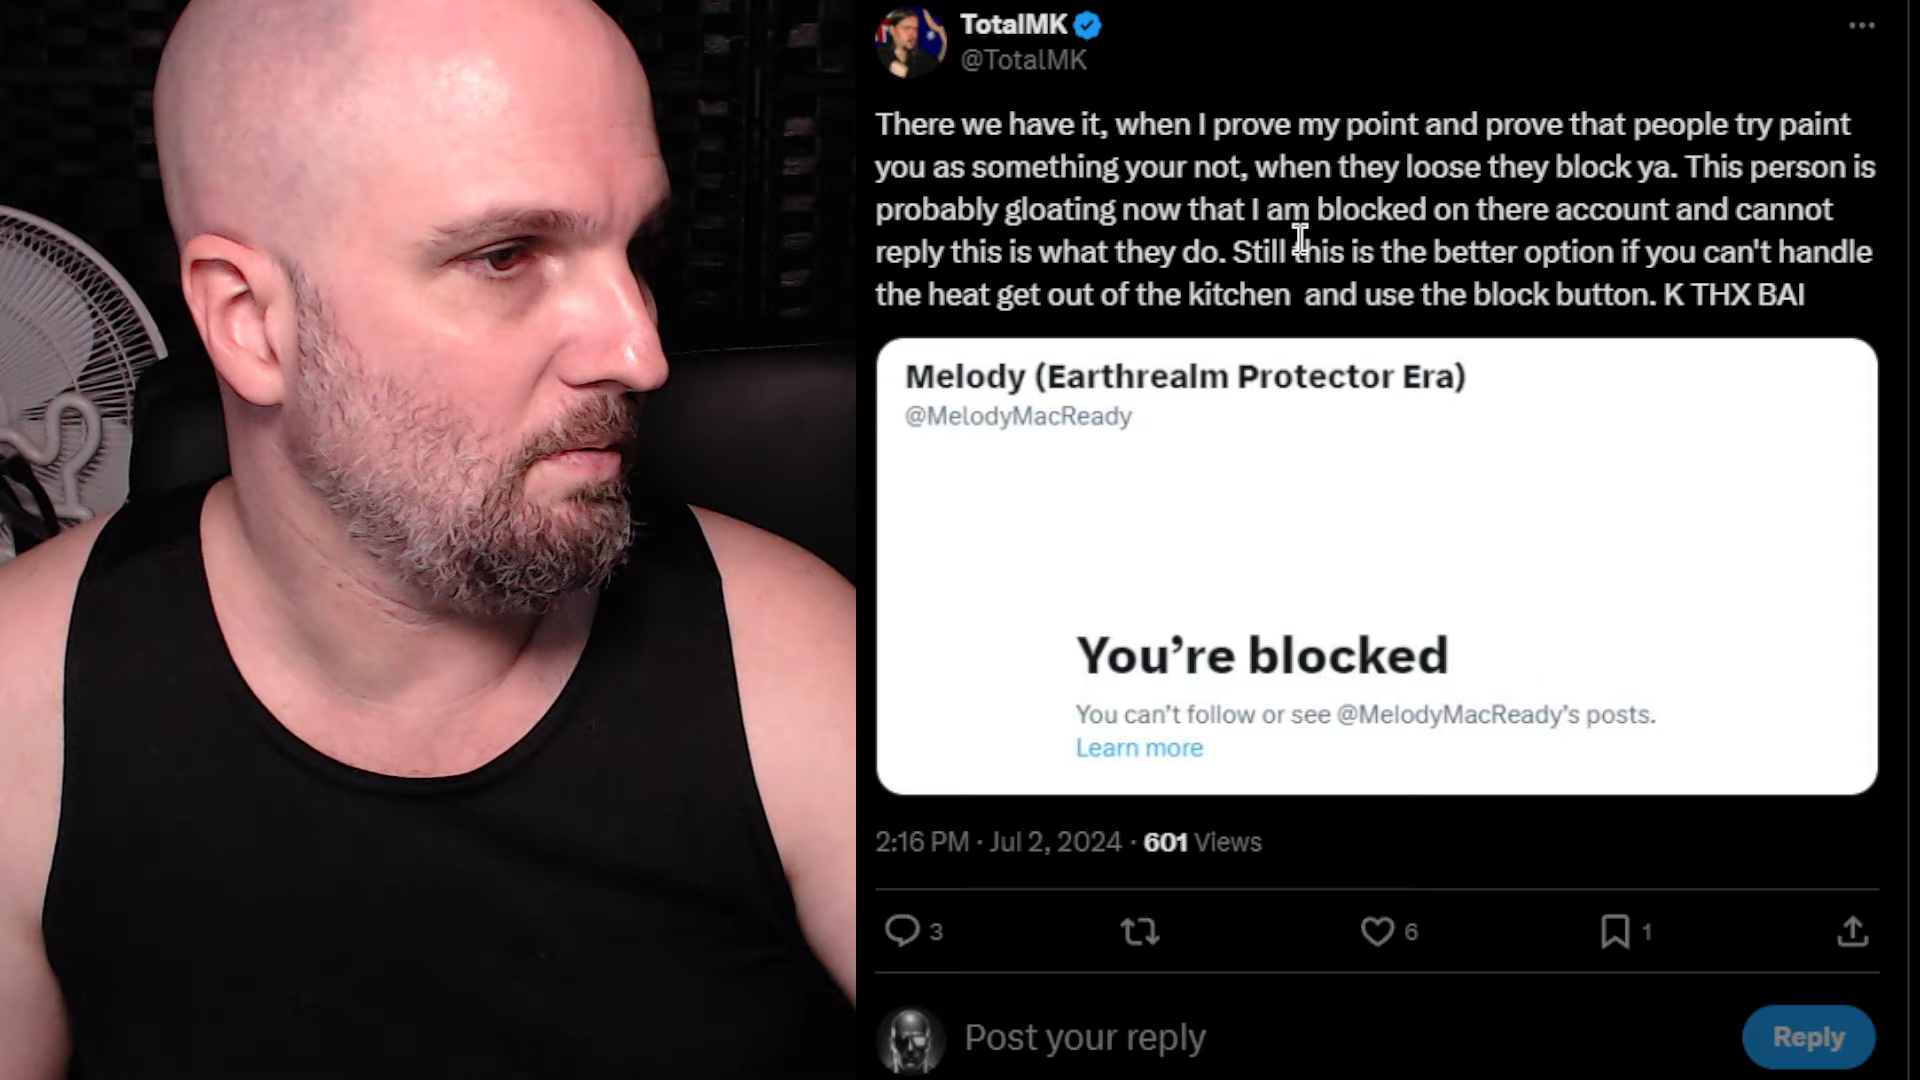 TotalMK
@TotalMK
There we have it, when I prove my point and prove that people try paint
you as something your not, when they loose they block ya. This person is
probably gloating now that I am blocked on there account and cannot
reply this is what they do. Still this is the better option if you can't handle
the heat get out of the kitchen  and use the block button. K THX BAI
Melody (Earthrealm Protector Era)
@MelodyMacReady
You're blocked
You can't follow or see @MelodyMacReady's posts.
Learn more
2:16 PM · Jul 2, 2024 · 601 Views
3 6 1
Post your reply
Reply